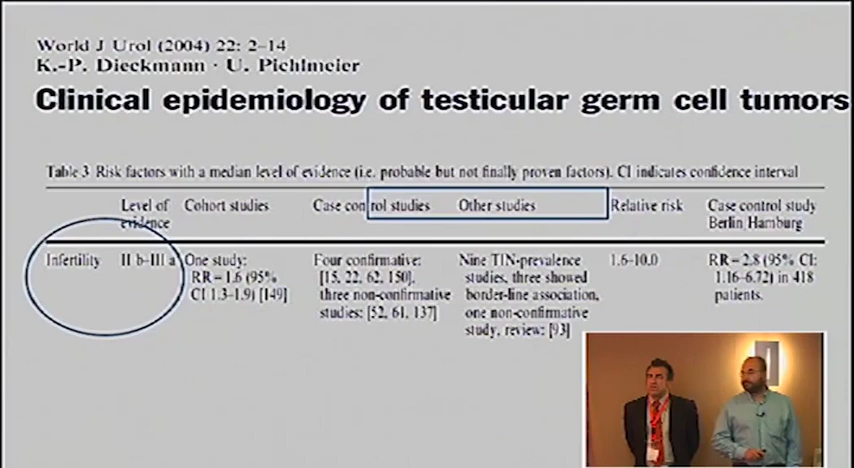 World J Urol (2004) 22: 2–14
K.-P. Dieckmann · U. Pichlmeier
Clinical epidemiology of testicular germ cell tumors
Table 3 Risk factors with a median level of evidence (i.e. probable but not finally proven factors). CI indicates confidence interval
Level of evidence
Cohort studies
Case control studies
Other studies
Relative risk
Case control study
Berlin/Hamburg
Infertility
II b–III a
One study:
RR = 1.6 (95%
CI 1.3–1.9) [149]
Four confirmative:
[15, 22, 62, 150],
three non-confirmative
studies: [52, 61, 137]
Nine TIN-prevalence
studies, three showed
border-line association,
one non-confirmative
study, review: [93]
1.6–10.0
RR = 2.8 (95% CI:
1.16–6.72) in 418
patients.